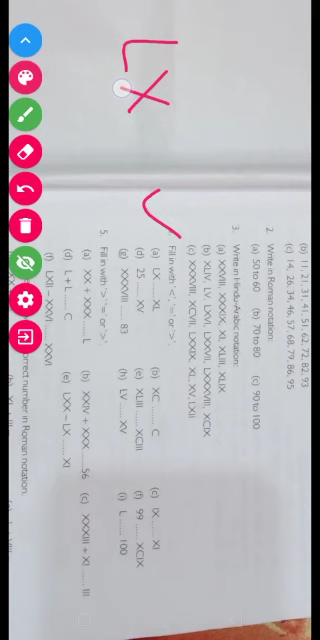 LX
(b) 11, 21, 31, 41, 51, 62, 72, 82, 93
(c) 14, 26, 34, 46, 57, 68, 79, 86, 95
2. Write in Roman notation:
(a) 50 to 60 (b) 70 to 80 (c) 90 to 100
3. Write in Hindu-Arabic notation:
(a) XXVIII, XXXIX, XI, XLIII, XLIX
(b) XLIV, LV, LXVI, LXXVII, LXXXVIII, XCIX
(c) XXXVIII, XCVII, LXXIX, XL, XV, LXII
Fill in with '<', '=' or '>'.
(a) LX ...... XL (b) XC ...... C (c) IX ...... XI
(d) 25 ...... XV (e) XLIII ...... XCIII (f) 99 ...... XCIX
(g) XXXVIII ...... 83 (h) LV ...... XV (i) L ...... 100
5. Fill in with '>' '=' or '>'.
(a) XX + XXX ...... L (b) XXIV + XXX ...... 56 (c) XXXIII + XI ...... III
(d) L + L ...... C (e) LXX – LX ...... XI
(f) LXII – XXVI ...... XXVI
orrect number in Roman notation.